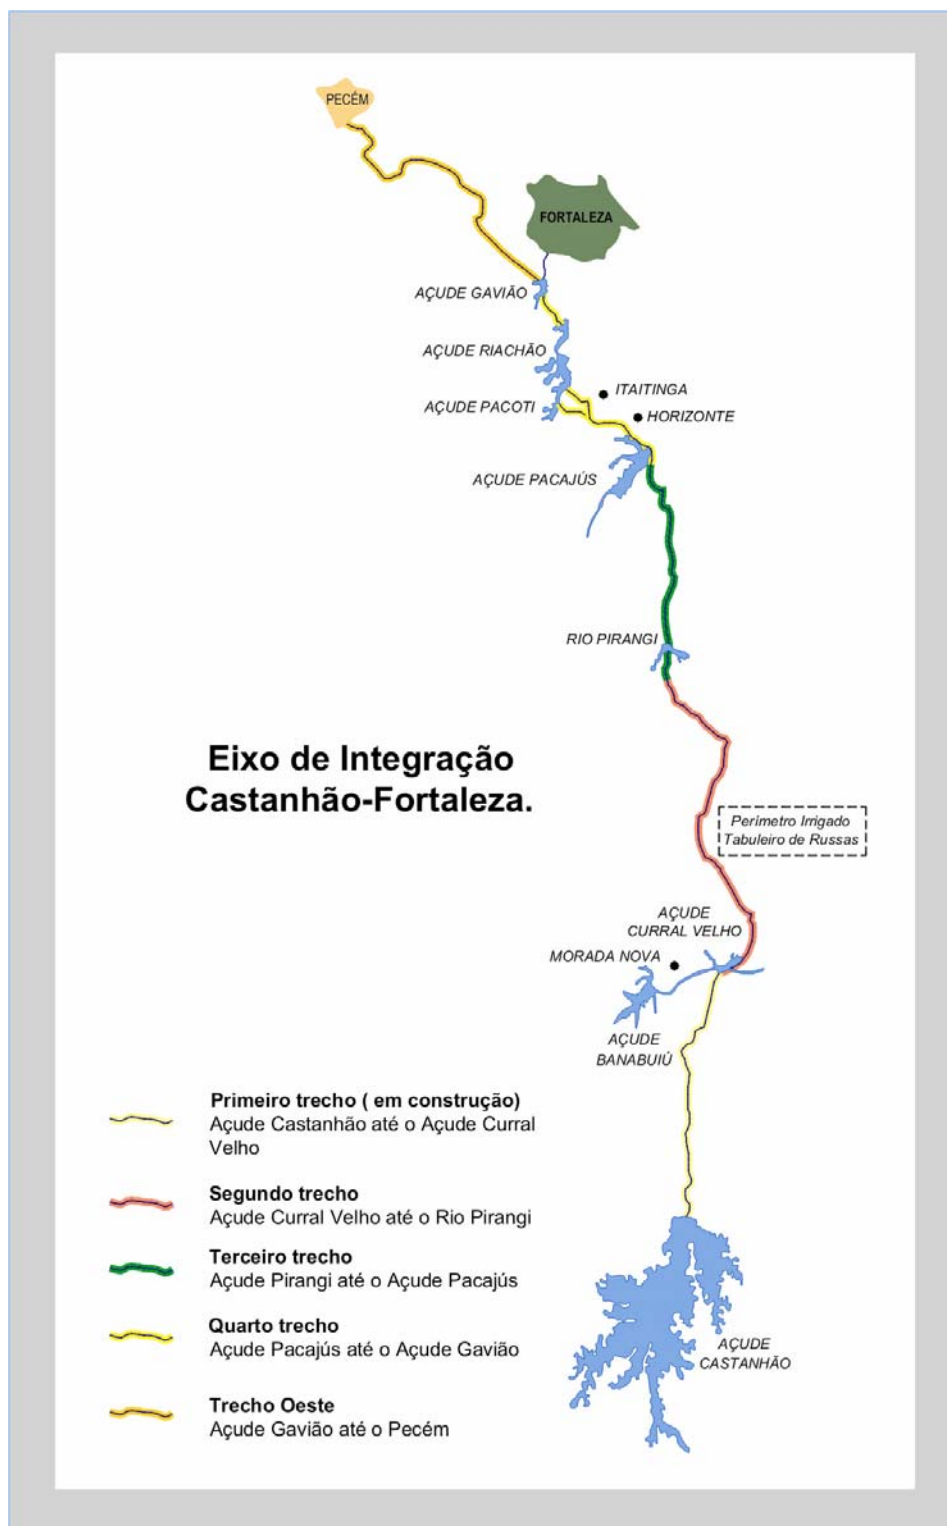 PECÉM
FORTALEZA
AÇUDE GAVIÃO
AÇUDE RIACHÃO
ITAITINGA
AÇUDE PACOTI
HORIZONTE
AÇUDE PACAJÚS
RIO PIRANGI
Eixo de Integração
Castanhão-Fortaleza.
Perímetro Irrigado
Tabuleiro de Russas
AÇUDE
CURRAL VELHO
MORADA NOVA
AÇUDE
BANABUIÚ
Primeiro trecho ( em construção)
Açude Castanhão até o Açude Curral
Velho
Segundo trecho
Açude Curral Velho até o Rio Pirangi
Terceiro trecho
Açude Pirangi até o Açude Pacajús
Quarto trecho
Açude Pacajús até o Açude Gavião
Trecho Oeste
Açude Gavião até o Pecém
AÇUDE
CASTANHÃO